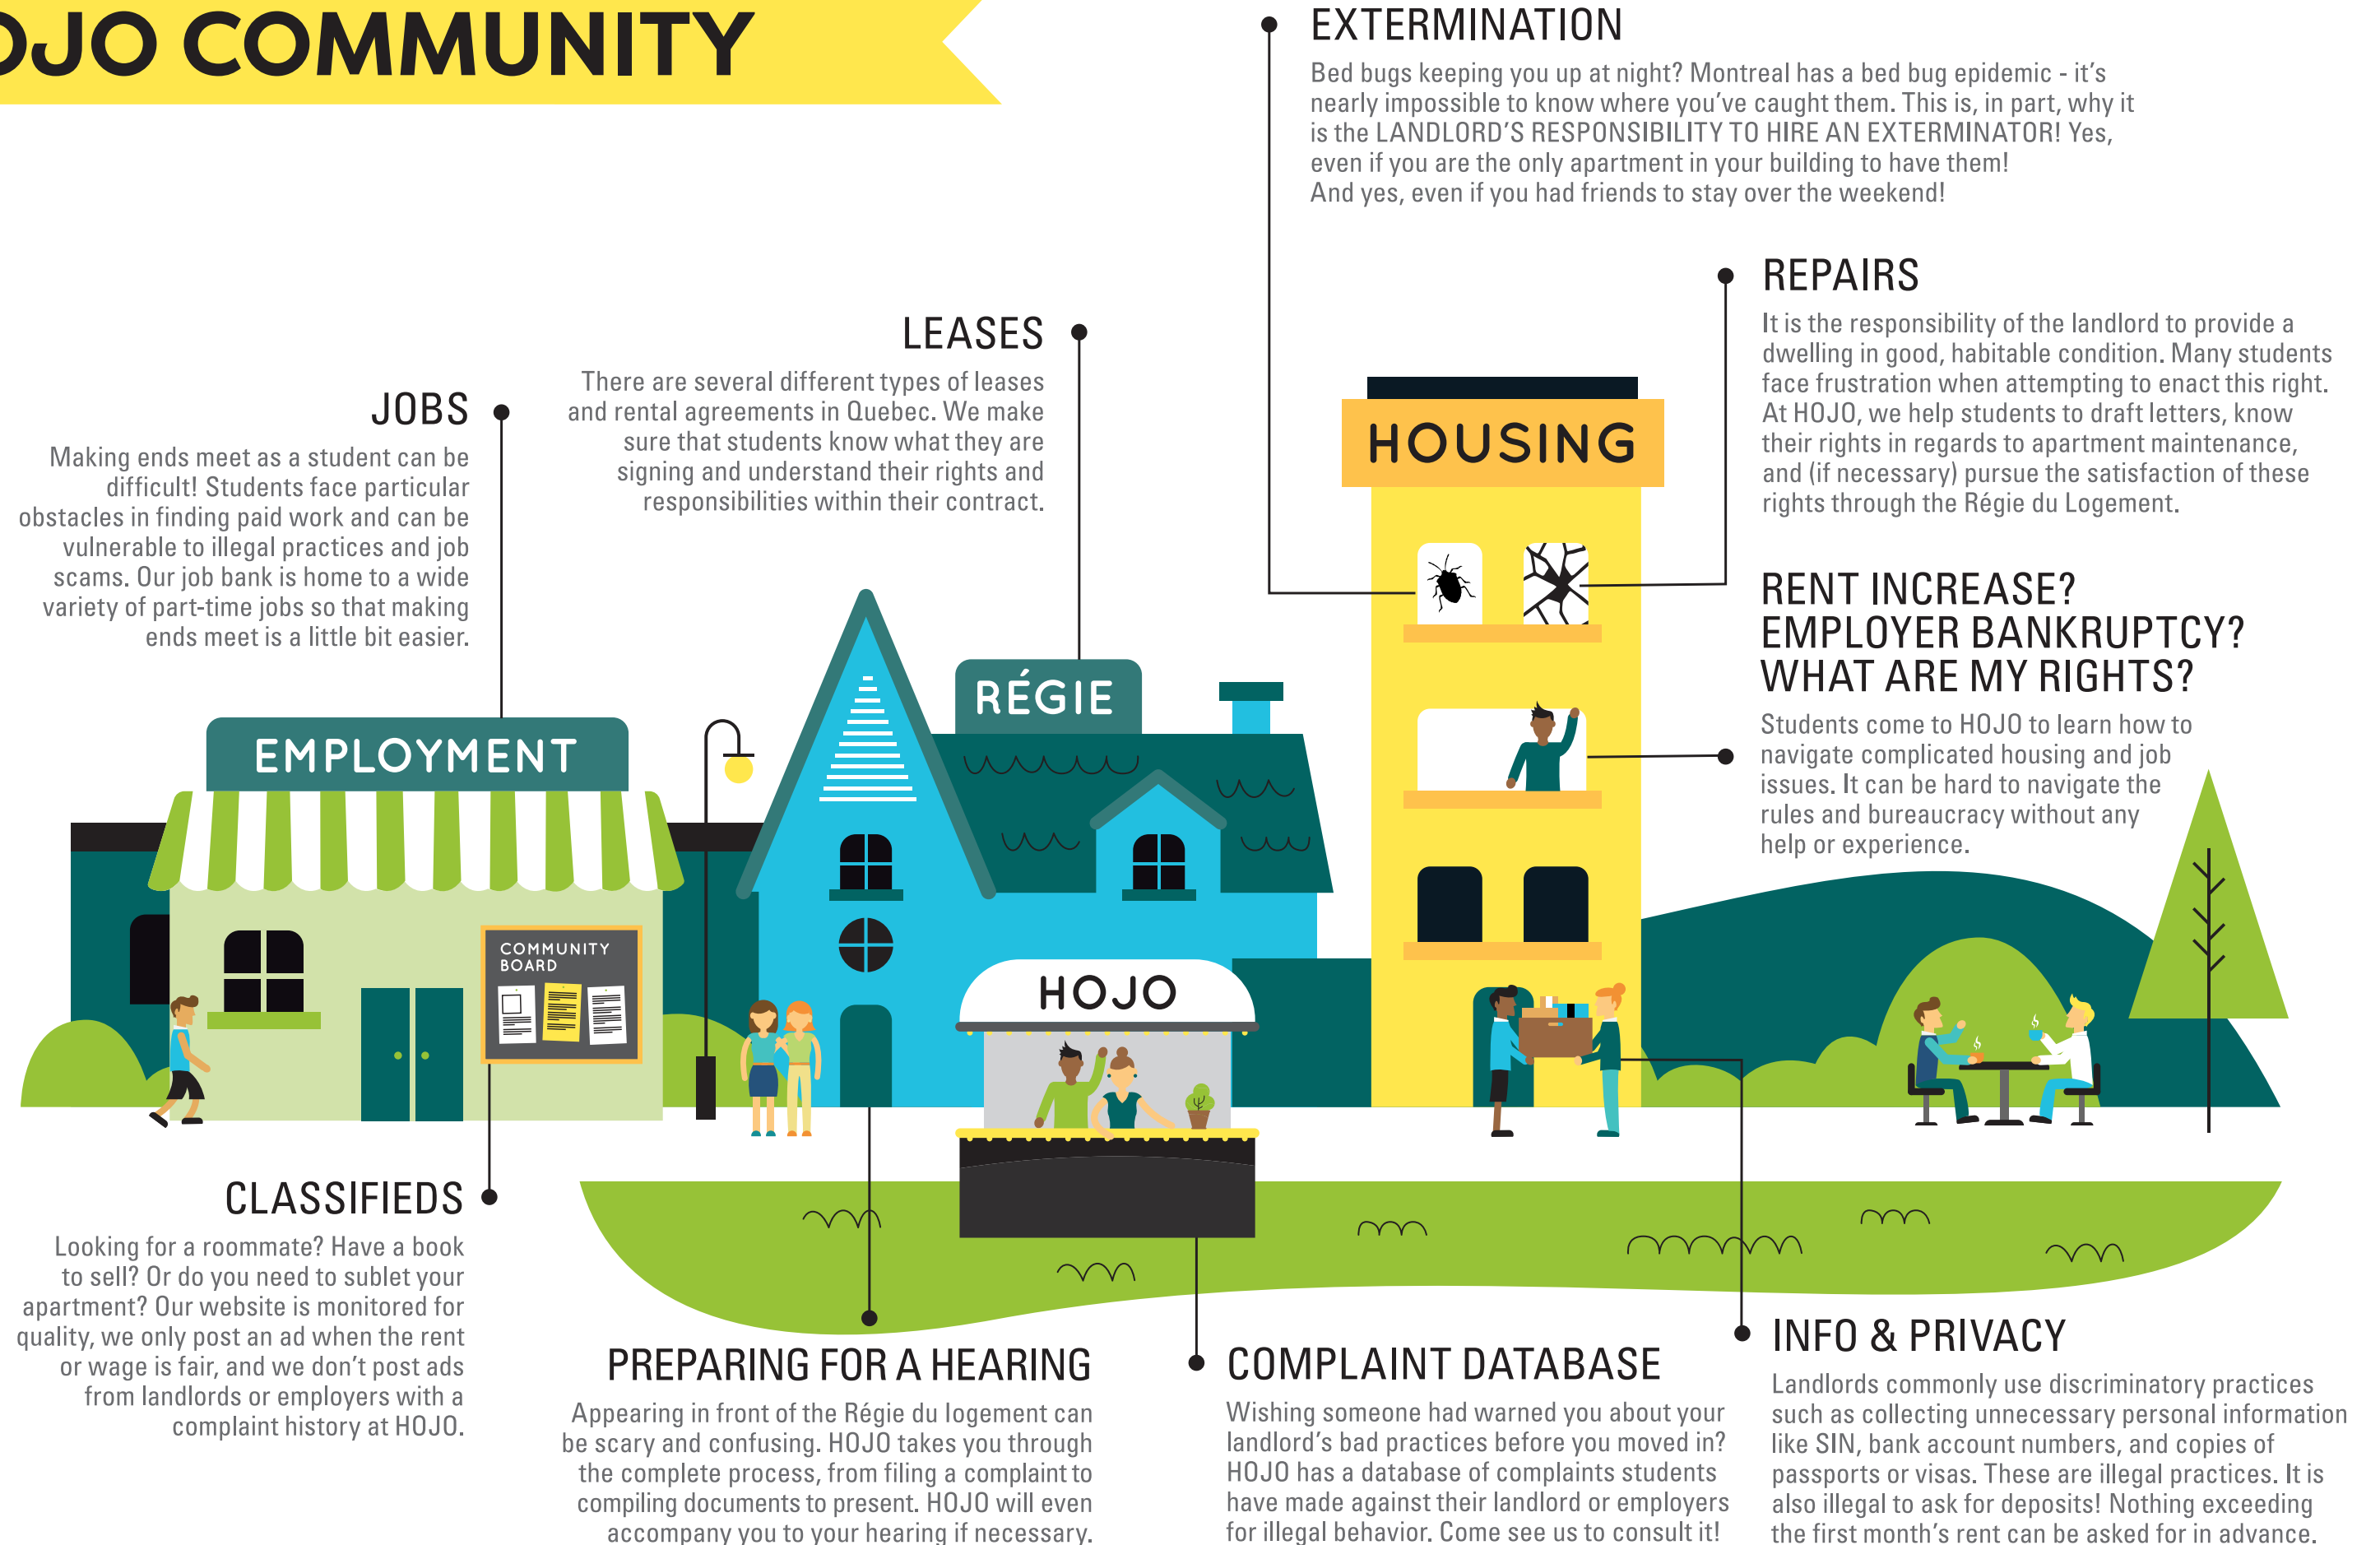 OJO COMMUNITY
EXTERMINATION
Bed bugs keeping you up at night? Montreal has a bed bug epidemic - it's
nearly impossible to know where you've caught them. This is, in part, why it
is the LANDLORD'S RESPONSIBILITY TO HIRE AN EXTERMINATOR! Yes,
even if you are the only apartment in your building to have them!
And yes, even if you had friends to stay over the weekend!
REPAIRS
It is the responsibility of the landlord to provide a
dwelling in good, habitable condition. Many students
face frustration when attempting to enact this right.
At HOJO, we help students to draft letters, know
their rights in regards to apartment maintenance,
and (if necessary) pursue the satisfaction of these
rights through the Régie du Logement.
LEASES
There are several different types of leases
and rental agreements in Quebec. We make
sure that students know what they are
signing and understand their rights and
responsibilities within their contract.
JOBS
Making ends meet as a student can be
difficult! Students face particular
obstacles in finding paid work and can be
vulnerable to illegal practices and job
scams. Our job bank is home to a wide
variety of part-time jobs so that making
ends meet is a little bit easier.
HOUSING
RENT INCREASE?
EMPLOYER BANKRUPTCY?
WHAT ARE MY RIGHTS?
Students come to HOJO to learn how to
navigate complicated housing and job
issues. It can be hard to navigate the
rules and bureaucracy without any
help or experience.
RÉGIE
EMPLOYMENT
COMMUNITY
BOARD
HOJO
CLASSIFIEDS
Looking for a roommate? Have a book
to sell? Or do you need to sublet your
apartment? Our website is monitored for
quality, we only post an ad when the rent
or wage is fair, and we don't post ads
from landlords or employers with a
complaint history at HOJO.
PREPARING FOR A HEARING
Appearing in front of the Régie du logement can
be scary and confusing. HOJO takes you through
the complete process, from filing a complaint to
compiling documents to present. HOJO will even
accompany you to your hearing if necessary.
COMPLAINT DATABASE
Wishing someone had warned you about your
landlord's bad practices before you moved in?
HOJO has a database of complaints students
have made against their landlord or employers
for illegal behavior. Come see us to consult it!
INFO & PRIVACY
Landlords commonly use discriminatory practices
such as collecting unnecessary personal information
like SIN, bank account numbers, and copies of
passports or visas. These are illegal practices. It is
also illegal to ask for deposits! Nothing exceeding
the first month's rent can be asked for in advance.